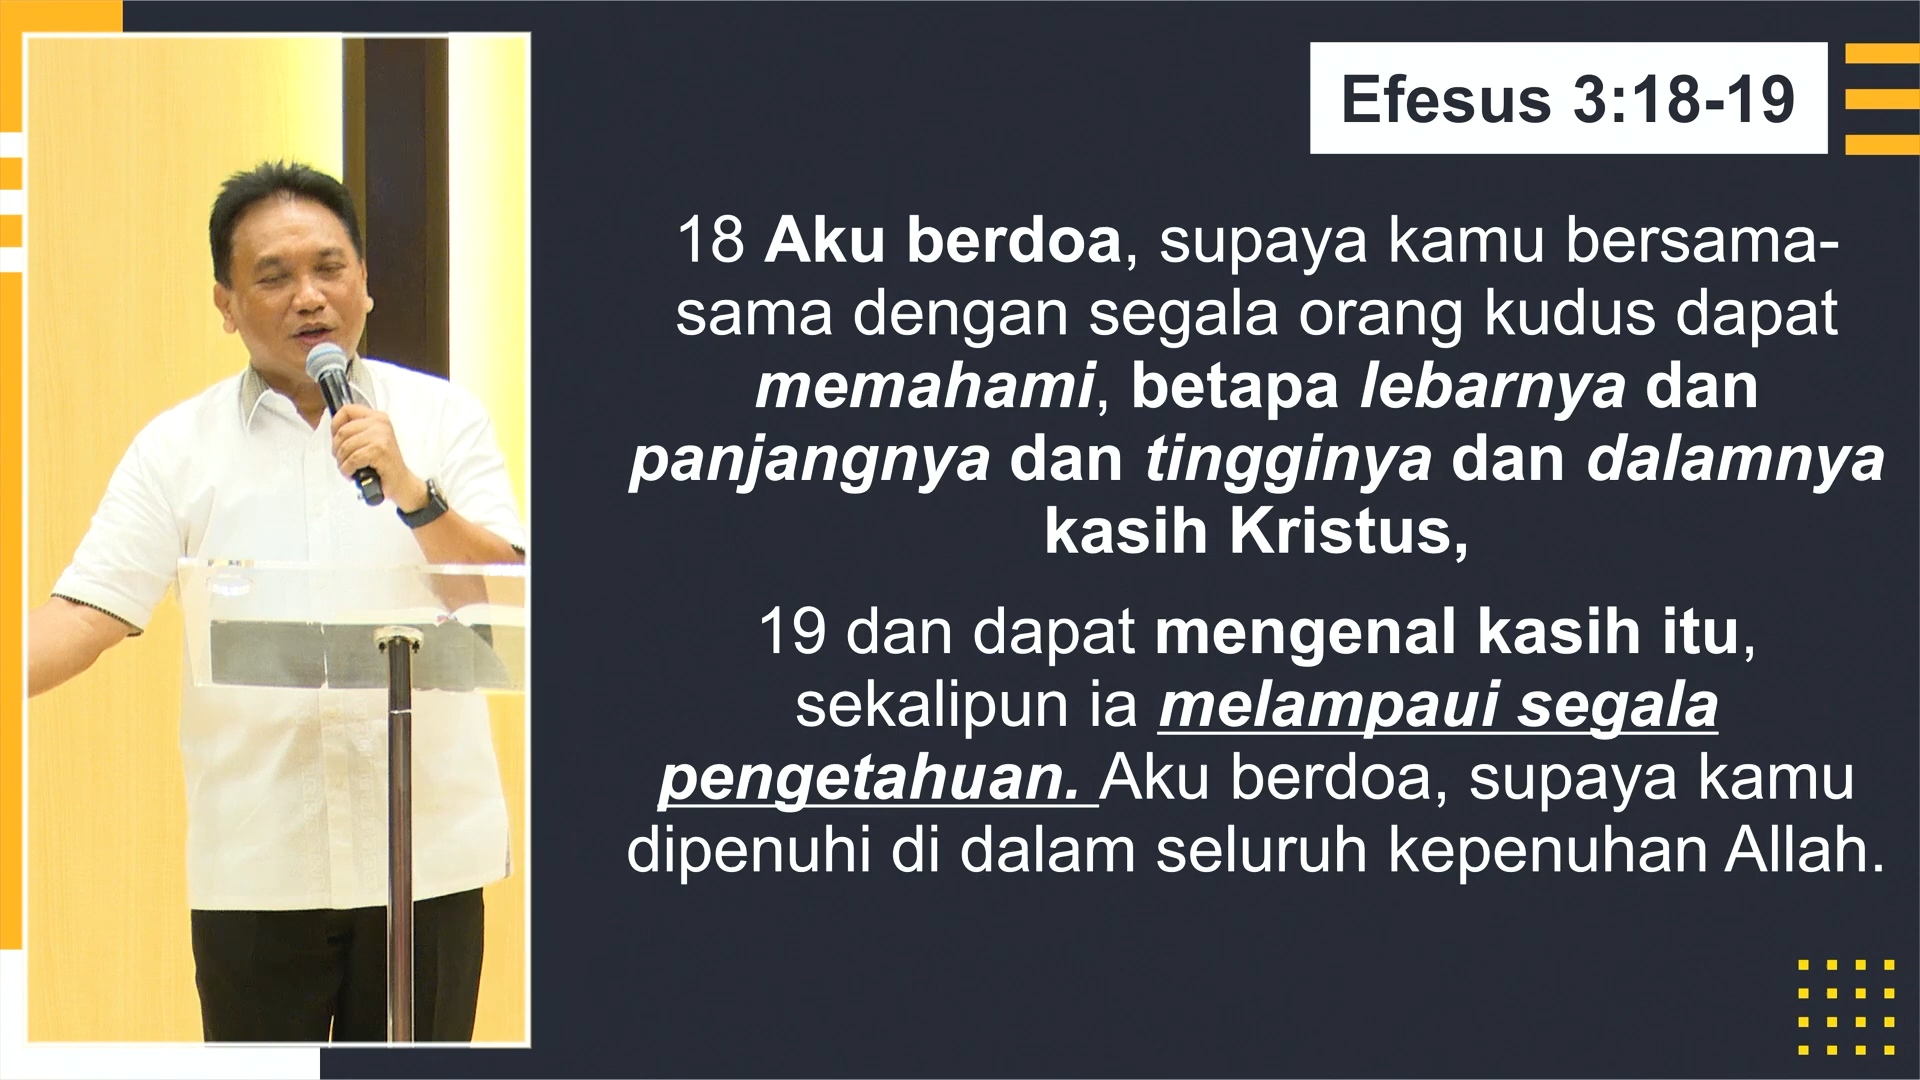 Efesus 3:18-19
18 Aku berdoa, supaya kamu bersama-
sama dengan segala orang kudus dapat
memahami, betapa lebarnya dan
panjangnya dan tingginya dan dalamnya
kasih Kristus,
19 dan dapat mengenal kasih itu,
sekalipun ia melampaui segala
pengetahuan. Aku berdoa, supaya kamu
dipenuhi di dalam seluruh kepenuhan Allah.